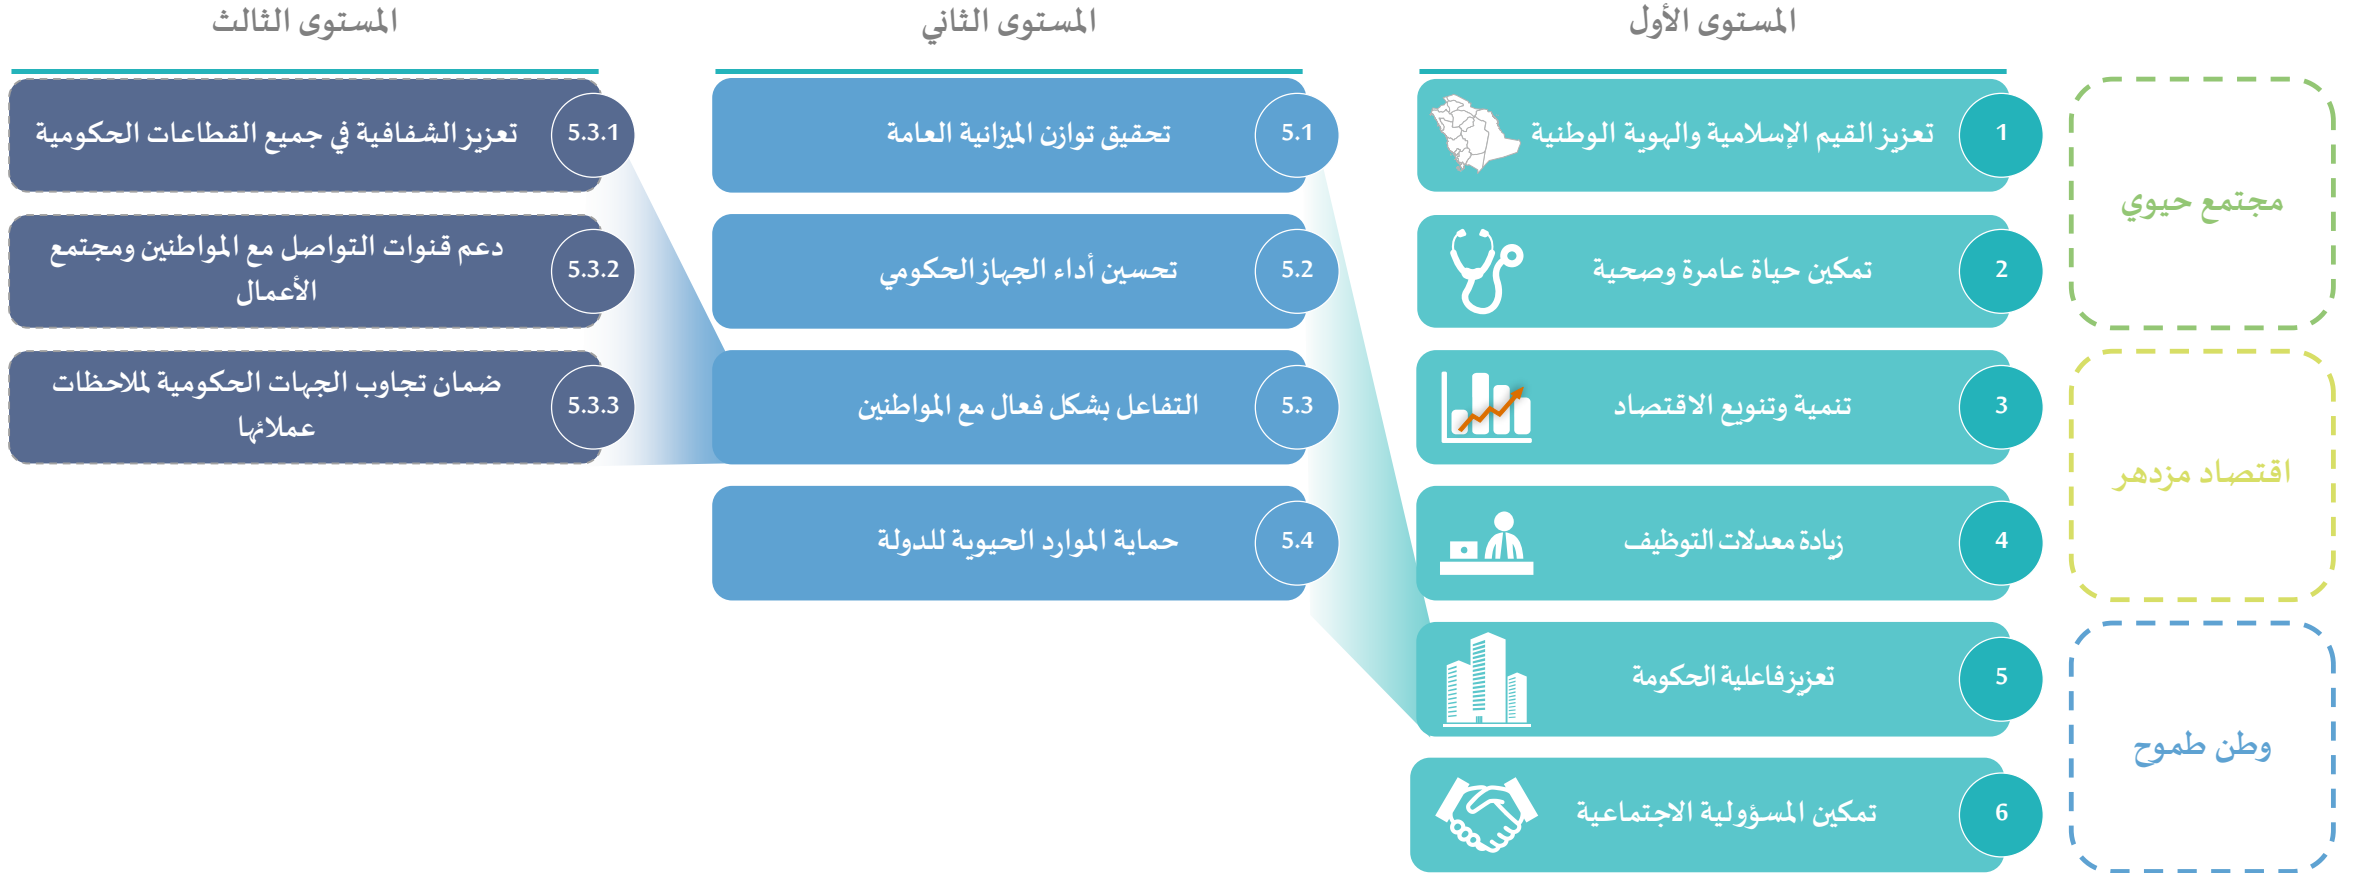 المستوى الأول
المستوى الثاني
المستوى الثالث
مجتمع حيوي
1
تعزيز القيم الإسلامية والهوية الوطنية
2
تمكين حياة عامرة وصحية
اقتصاد مزدهر
3
تنمية وتنويع الاقتصاد
4
زيادة معدلات التوظيف
وطن طموح
5
تعزيز فاعلية الحكومة
6
تمكين المسؤولية الاجتماعية
5.1
تحقيق توازن الميزانية العامة
5.2
تحسين أداء الجهاز الحكومي
5.3
التفاعل بشكل فعال مع المواطنين
5.4
حماية الموارد الحيوية للدولة
5.3.1
تعزيز الشفافية في جميع القطاعات الحكومية
5.3.2
دعم قنوات التواصل مع المواطنين ومجتمع
الأعمال
5.3.3
ضمان تجاوب الجهات الحكومية لملاحظات
عملائها